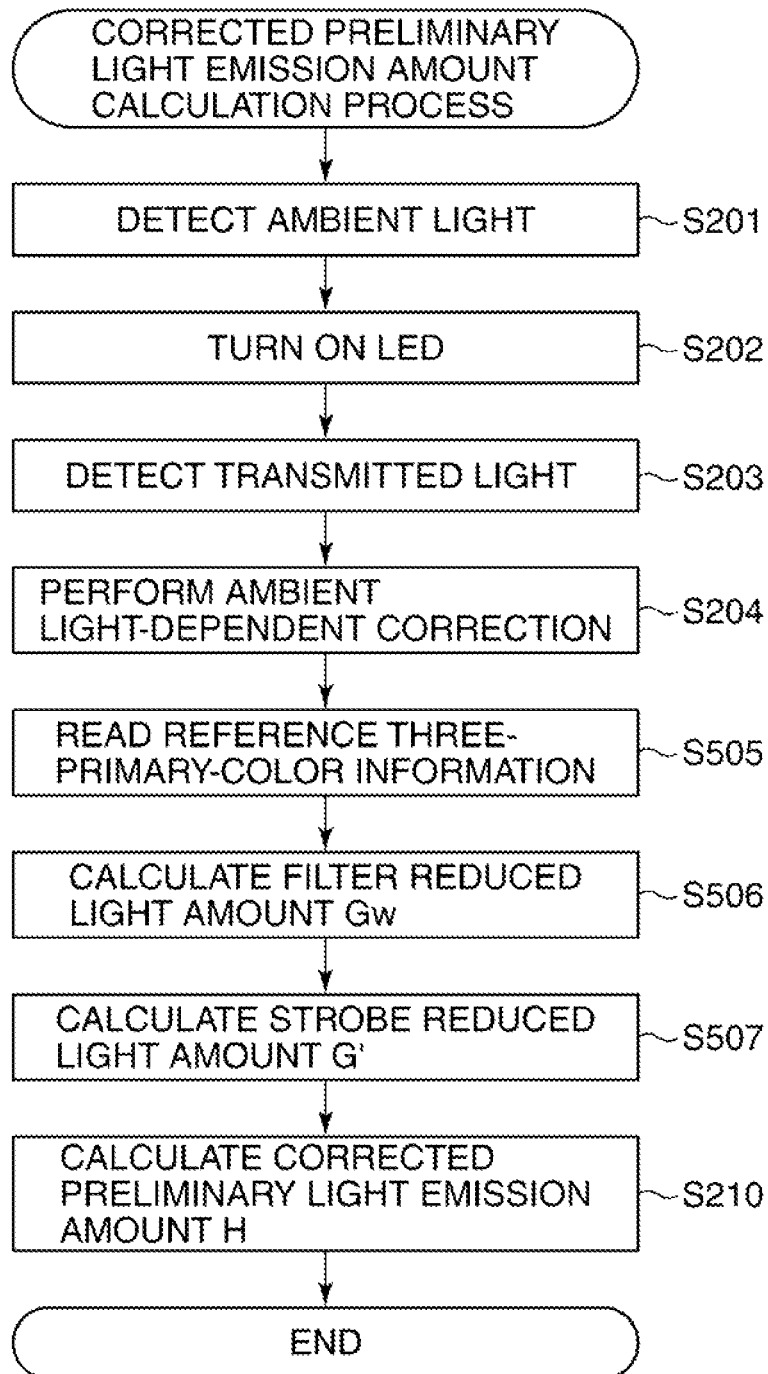 CORRECTED PRELIMINARY
LIGHT EMISSION AMOUNT
CALCULATION PROCESS
DETECT AMBIENT LIGHT
S201
TURN ON LED
S202
DETECT TRANSMITTED LIGHT
S203
PERFORM AMBIENT
LIGHT-DEPENDENT CORRECTION
S204
READ REFERENCE THREE-
PRIMARY-COLOR INFORMATION
S505
CALCULATE FILTER REDUCED
LIGHT AMOUNT Gw
S506
CALCULATE STROBE REDUCED
LIGHT AMOUNT G'
S507
CALCULATE CORRECTED
PRELIMINARY LIGHT EMISSION
AMOUNT H
S210
END